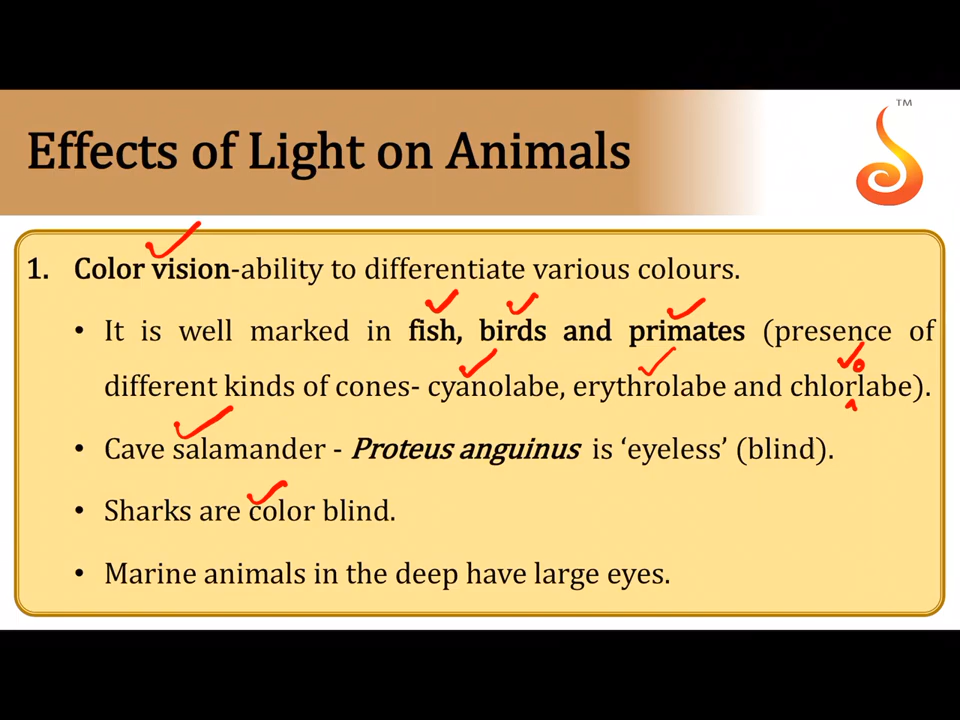 TM
Effects of Light on Animals
1. Color vision-ability to differentiate various colours.
• It is well marked in fish, birds and primates (presence of
different kinds of cones- cyanolabe, erythrolabe and chlorlabe).
o
• Cave salamander - Proteus anguinus is ‘eyeless’ (blind).
• Sharks are color blind.
• Marine animals in the deep have large eyes.